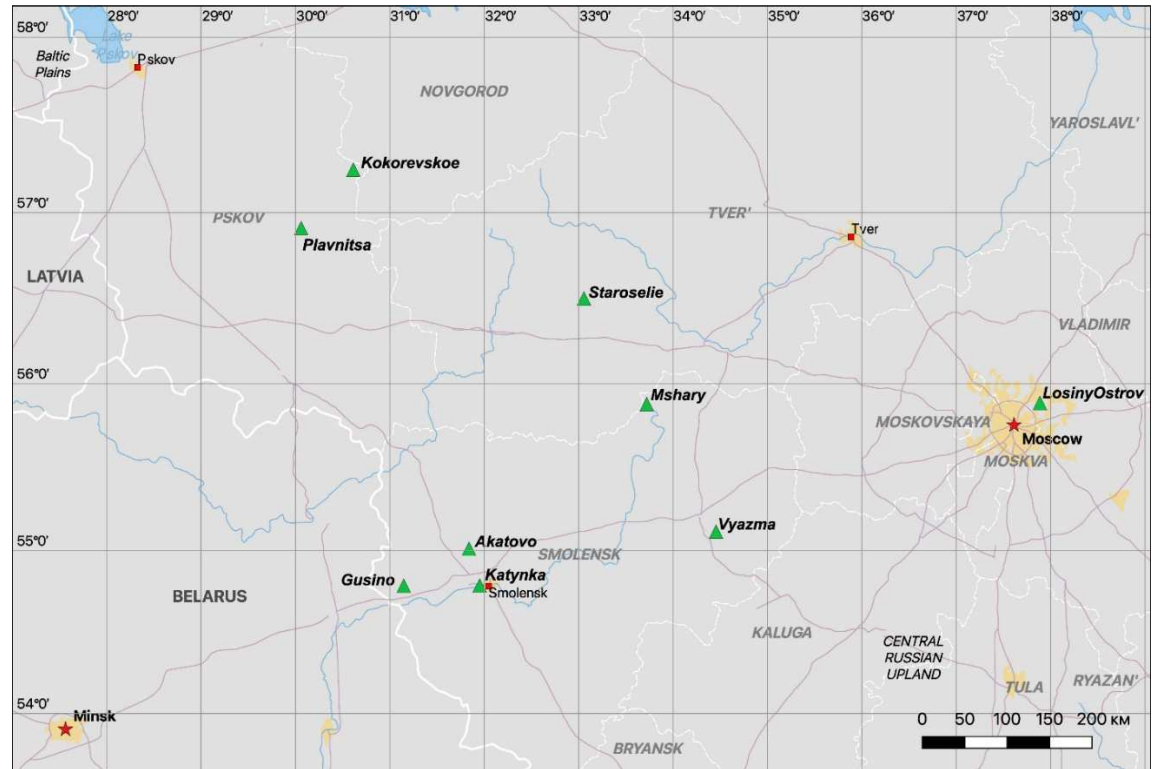 28°0' 29°0' 30°0' 31°0' 32°0' 33°0' 34°0' 35°0' 36°0' 37°0' 38°0'
58°0'
Lake
Pskov
Baltic
Plains
Pskov
NOVGOROD
YAROSLAVL'
Kokorevskoe
57°0'
PSKOV
TVER'
Tver
Plavnitsa
LATVIA
Staroselie
VLADIMIR
56°0'
Mshary
LosinyOstrov
MOSKOVSKAYA
Moscow
MOSKVA
Vyazma
55°0'
Akatovo
SMOLENSK
Gusino
Katynka
Smolensk
BELARUS
KALUGA
CENTRAL
RUSSIAN
UPLAND
TULA
RYAZAN'
54°0'
Minsk
0 50 100 150 200 км
BRYANSK